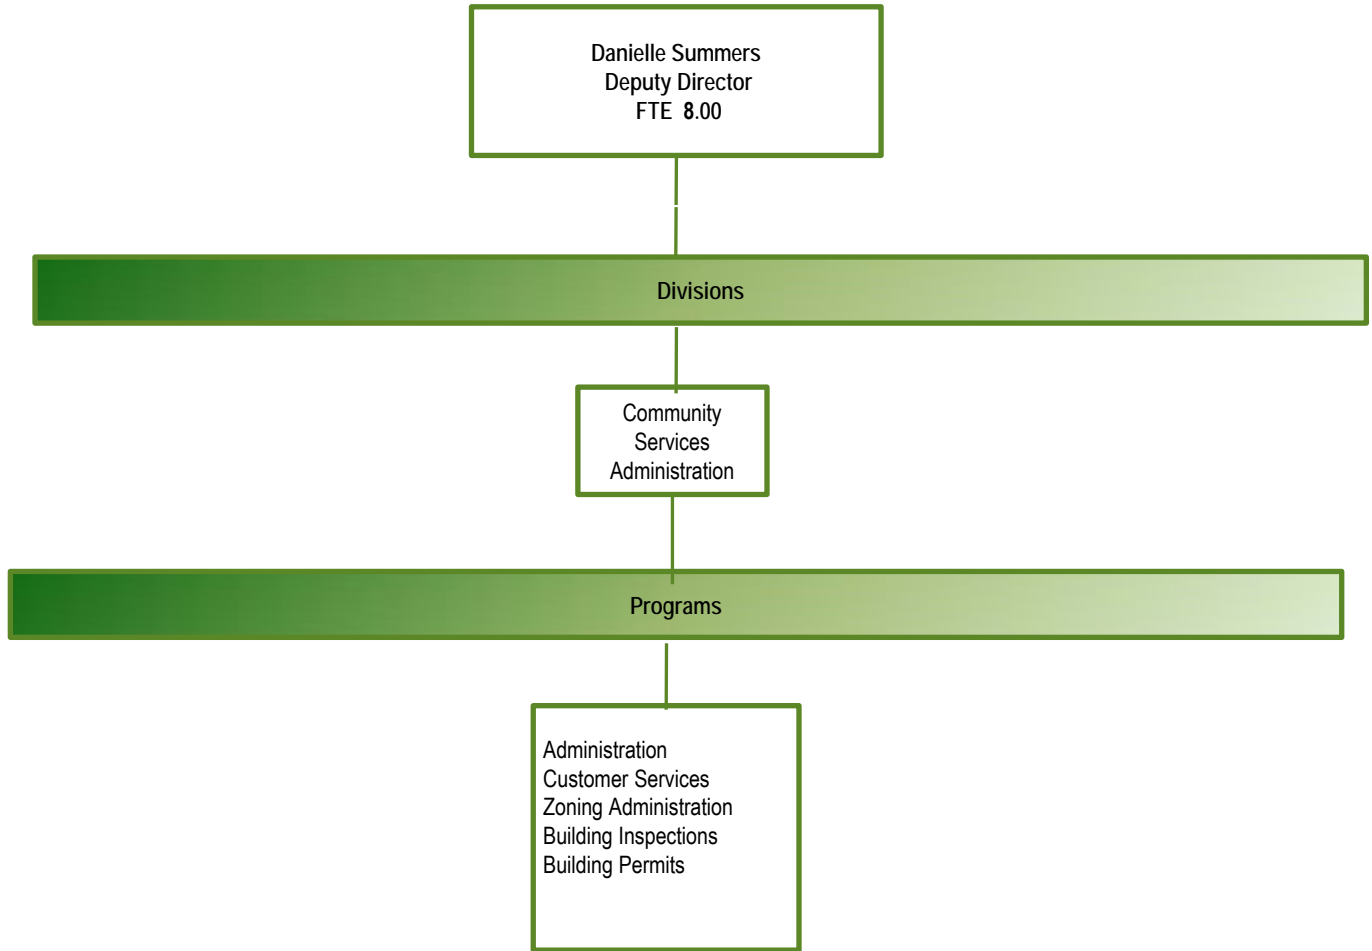 Danielle Summers
Deputy Director
FTE 8.00
Divisions
Community
Services
Administration
Programs
Administration
Customer Services
Zoning Administration
Building Inspections
Building Permits